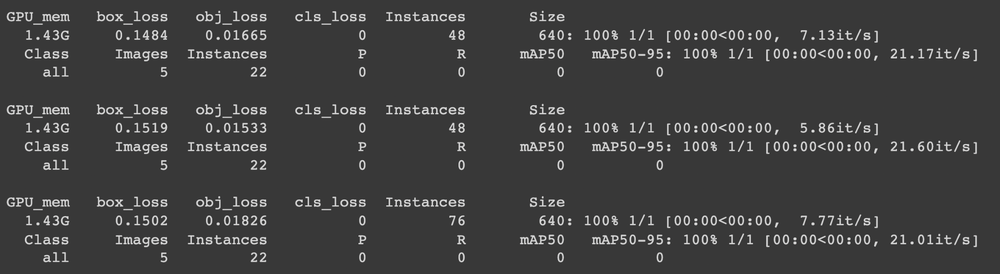 GPU_mem box_loss obj_loss cls_loss Instances Size
1.43G 0.1484 0.01665 0 48 640: 100% 1/1 [00:00<00:00, 7.13it/s]
Class Images Instances P R mAP50 mAP50-95: 100% 1/1 [00:00<00:00, 21.17it/s]
all 5 22 0 0 0 0
GPU_mem box_loss obj_loss cls_loss Instances Size
1.43G 0.1519 0.01533 0 48 640: 100% 1/1 [00:00<00:00, 5.86it/s]
Class Images Instances P R mAP50 mAP50-95: 100% 1/1 [00:00<00:00, 21.60it/s]
all 5 22 0 0 0 0
GPU_mem box_loss obj_loss cls_loss Instances Size
1.43G 0.1502 0.01826 0 76 640: 100% 1/1 [00:00<00:00, 7.77it/s]
Class Images Instances P R mAP50 mAP50-95: 100% 1/1 [00:00<00:00, 21.01it/s]
all 5 22 0 0 0 0